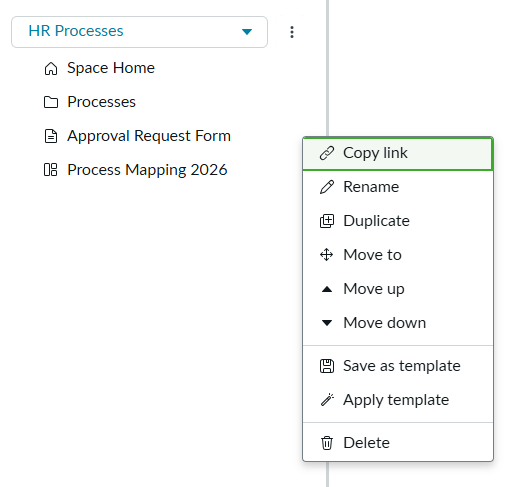 HR Processes
Space Home
Processes
Approval Request Form
Process Mapping 2026
Copy link
Rename
Duplicate
Move to
Move up
Move down
Save as template
Apply template
Delete